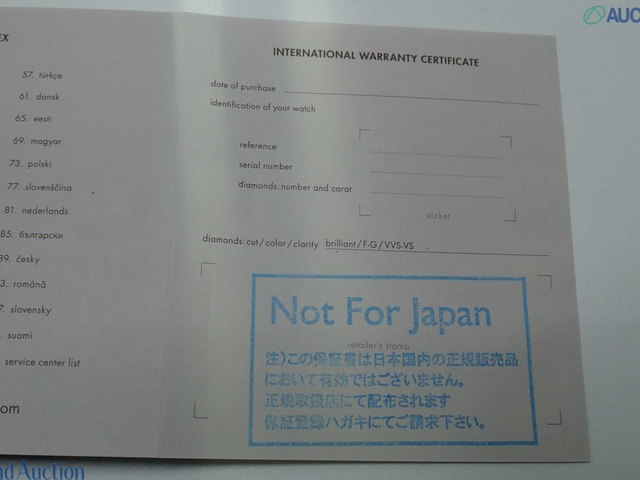 EX
57. türkçe
61. dansk
65. eesti
69. magyar
73. polski
77. slovenščina
81. nederlands
85. български
89. česky
3. română
7. slovensky
. suomi
service center list
om
INTERNATIONAL WARRANTY CERTIFICATE
date of purchase
identification of your watch
reference
serial number
diamonds: number and carat
sticker
diamonds: cut/color/clarity brilliant/F-G/VVS-VS
Not For Japan
retailer's stamp
注)この保証書は日本国内の正規販売品
において有効ではございません。
正規取扱店にて配布されます
保証登録ハガキにてご請求下さい。
AUC
nd Auction